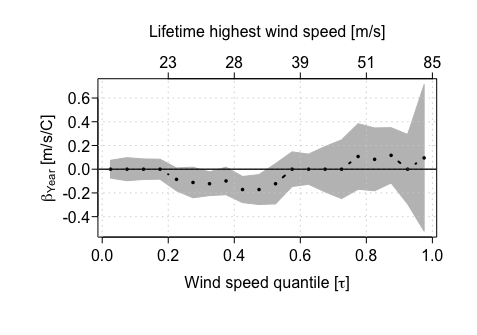 Lifetime highest wind speed [m/s]
23 28 39 51 85
0.6
0.4
0.2
0.0
-0.2
-0.4
βYear [m/s/C]
0.0 0.2 0.4 0.6 0.8 1.0
Wind speed quantile [τ]